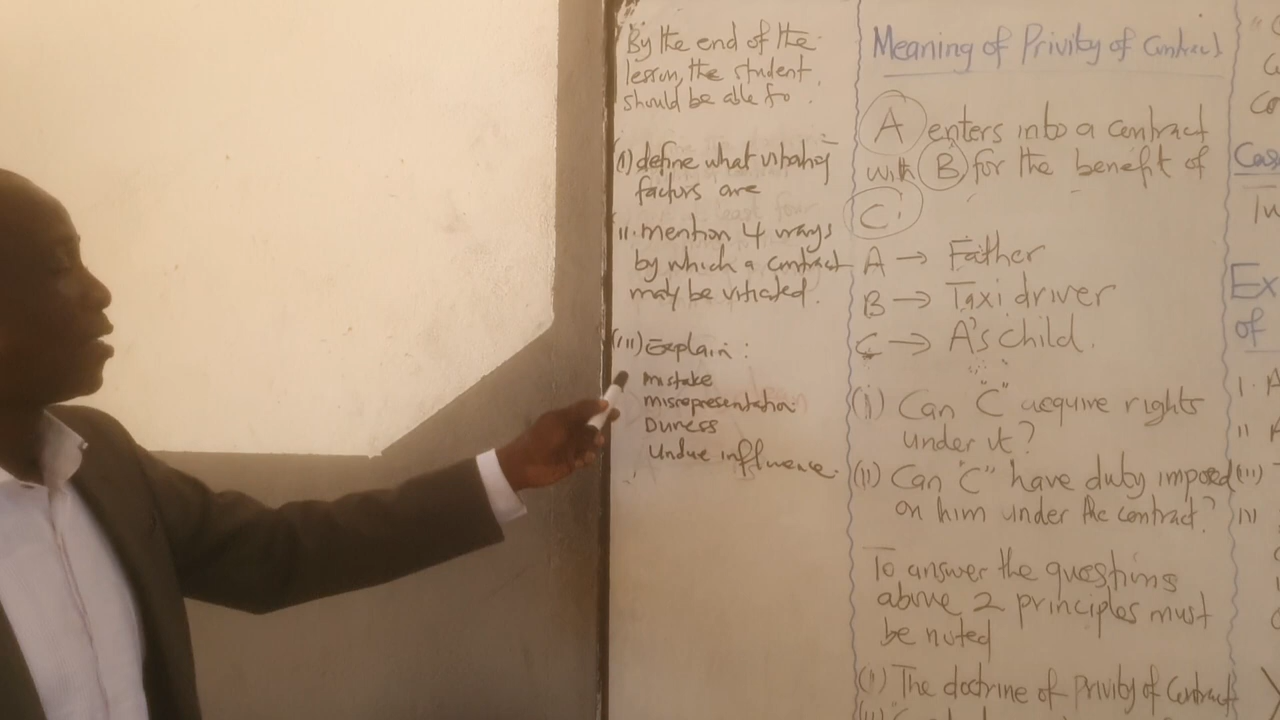 By the end of the
lesson, the student
should be able to
(i) define what vitiating
factors are
ii. mention 4 ways
by which a contract
may be vitiated.
(iii) Explain:
mistake
misrepresentation
Duress
Undue influence.
Meaning of Privity of Contract
A enters into a contract
with B for the benefit of
C.
A → Father
B → Taxi driver
C → A's child.
(i) Can "C" acquire rights
under it?
(ii) Can "C" have duty imposed
on him under the contract?
To answer the questions
above 2 principles must
be noted
(i) The doctrine of Privity of Contract
Ex
of